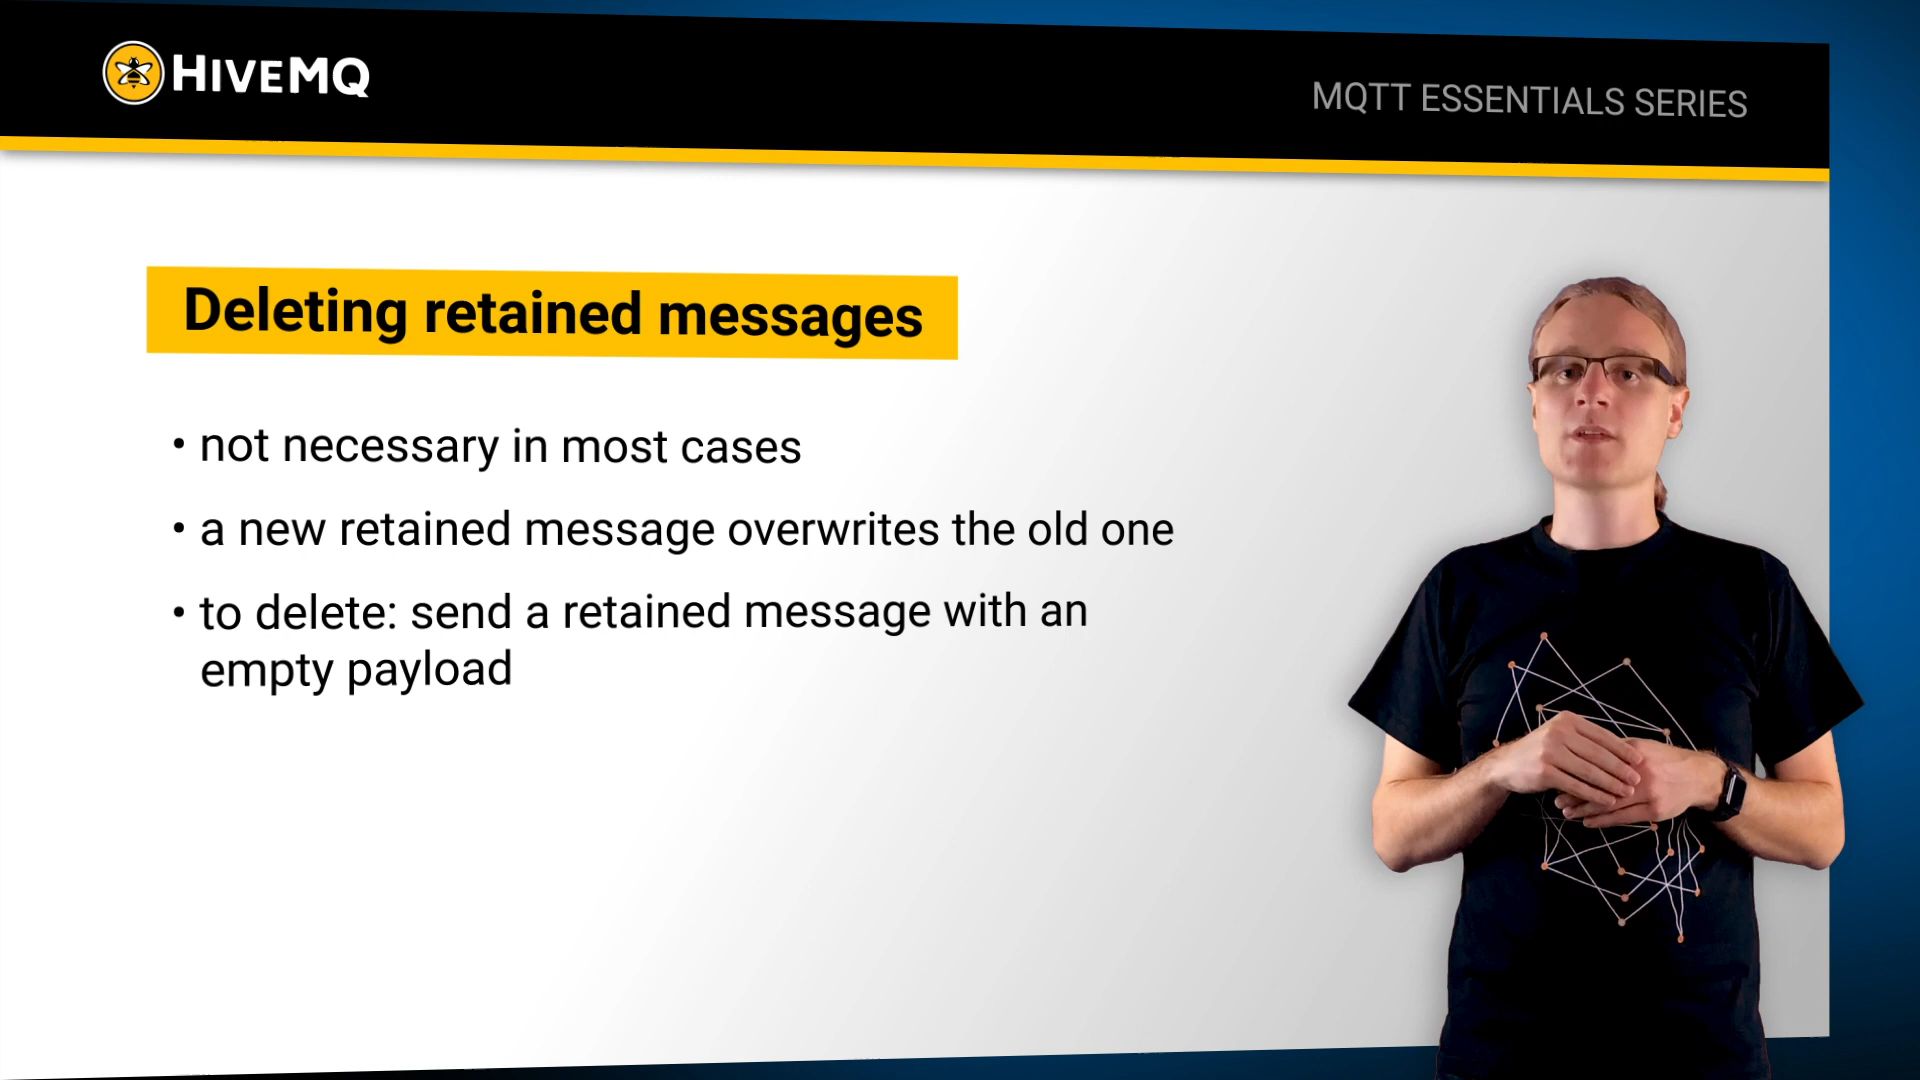 HIVEMQ
MQTT ESSENTIALS SERIES
Deleting retained messages
• not necessary in most cases
• a new retained message overwrites the old one
• to delete: send a retained message with an
empty payload